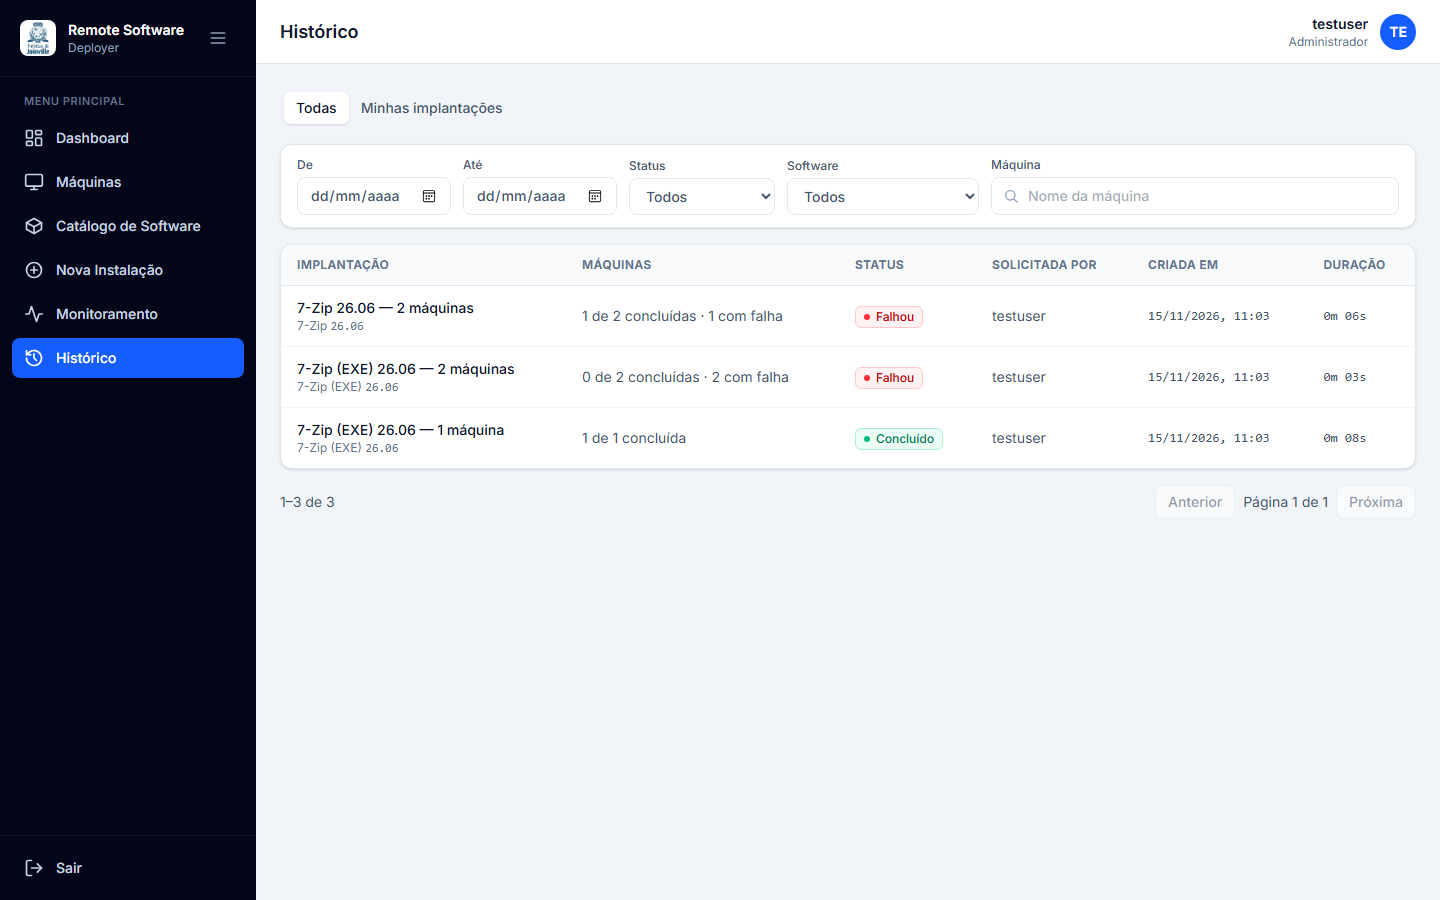 Remote Software
Deployer
MENU PRINCIPAL
Dashboard
Máquinas
Catálogo de Software
Nova Instalação
Monitoramento
Histórico
Sair
Histórico
testuser
Administrador
TE
Todas
Minhas implantações
De
Até
Status
Software
Máquina
dd/mm/aaaa
dd/mm/aaaa
Todos
Todos
Nome da máquina
IMPLANTAÇÃO MÁQUINAS STATUS SOLICITADA POR CRIADA EM DURAÇÃO
7-Zip 26.06 — 2 máquinas
7-Zip 26.06
1 de 2 concluídas · 1 com falha
Falhou
testuser
15/11/2026, 11:03
0m 06s
7-Zip (EXE) 26.06 — 2 máquinas
7-Zip (EXE) 26.06
0 de 2 concluídas · 2 com falha
Falhou
testuser
15/11/2026, 11:03
0m 03s
7-Zip (EXE) 26.06 — 1 máquina
7-Zip (EXE) 26.06
1 de 1 concluída
Concluído
testuser
15/11/2026, 11:03
0m 08s
1–3 de 3
Anterior
Página 1 de 1
Próxima